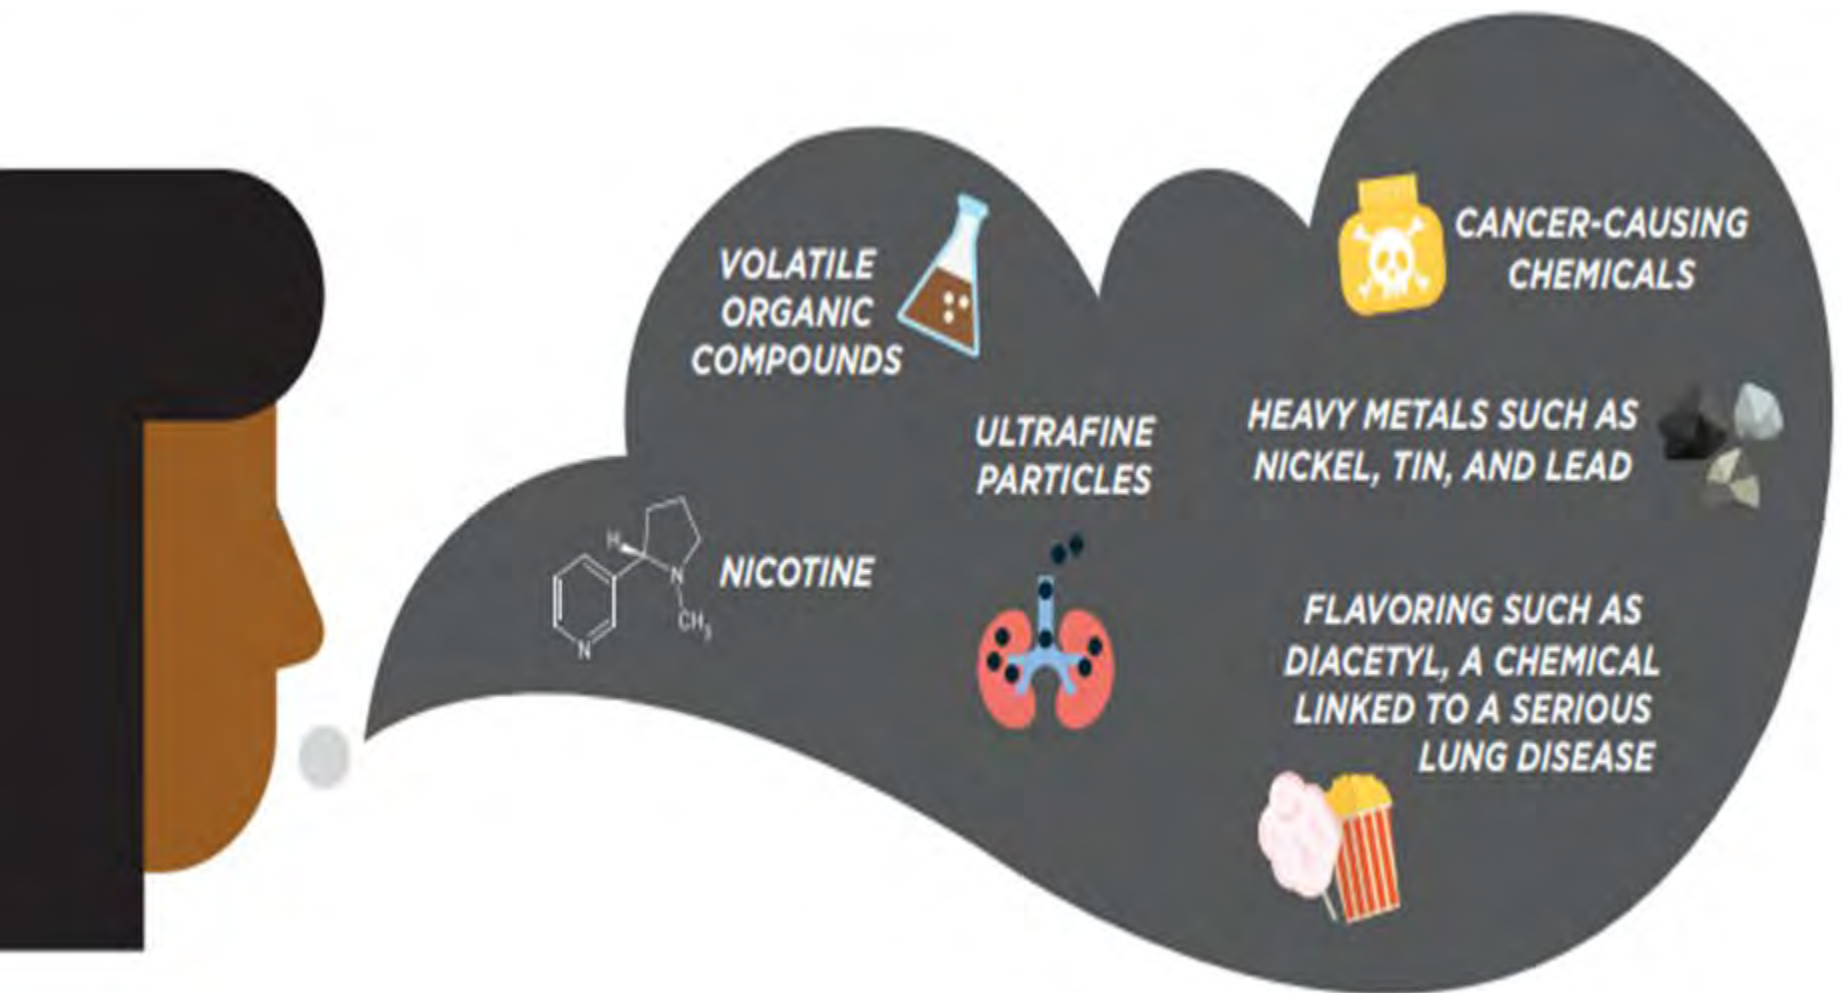 VOLATILE
ORGANIC
COMPOUNDS
CANCER-CAUSING
CHEMICALS
ULTRAFINE
PARTICLES
HEAVY METALS SUCH AS
NICKEL, TIN, AND LEAD
H
N
CH3
N
NICOTINE
FLAVORING SUCH AS
DIACETYL, A CHEMICAL
LINKED TO A SERIOUS
LUNG DISEASE